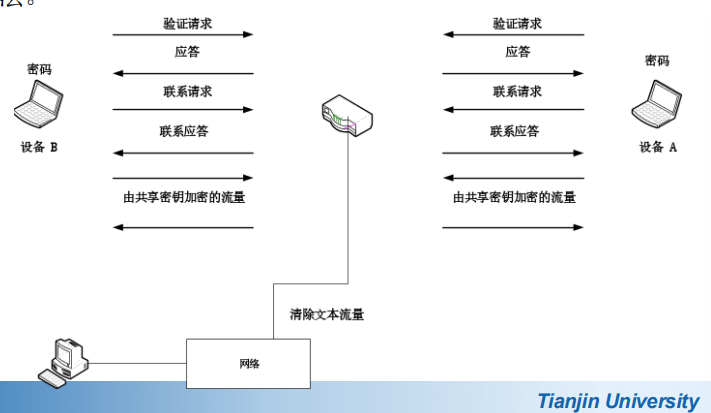 会。
验证请求
验证请求
应答
应答
密码
密码
联系请求
联系请求
联系应答
联系应答
设备 B
设备 A
由共享密钥加密的流量
由共享密钥加密的流量
清除文本流量
网络
Tianjin University